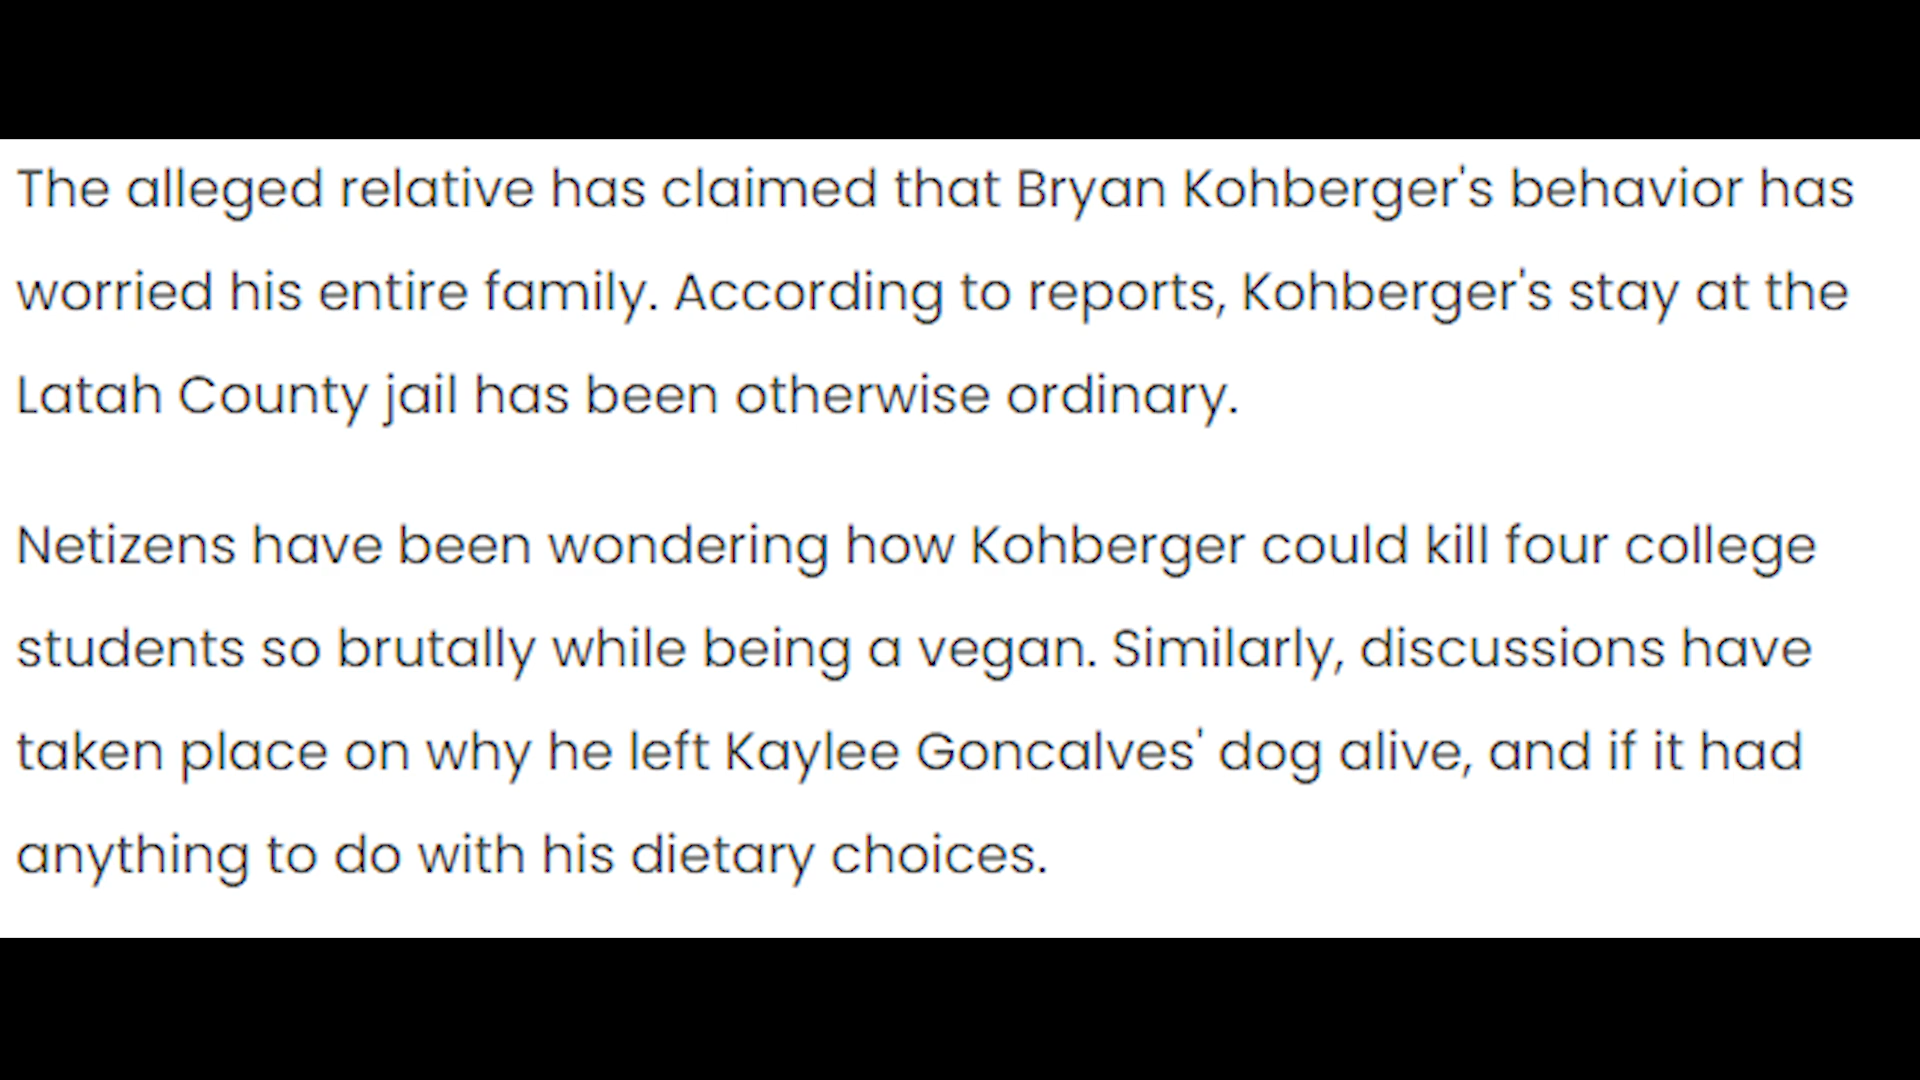 The alleged relative has claimed that Bryan Kohberger's behavior has
worried his entire family. According to reports, Kohberger's stay at the
Latah County jail has been otherwise ordinary.
Netizens have been wondering how Kohberger could kill four college
students so brutally while being a vegan. Similarly, discussions have
taken place on why he left Kaylee Goncalves' dog alive, and if it had
anything to do with his dietary choices.